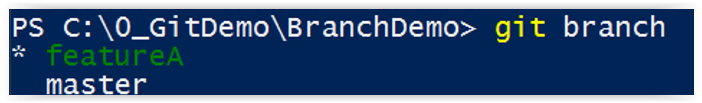 PS C:\0_GitDemo\BranchDemo> git branch
* featureA
  master